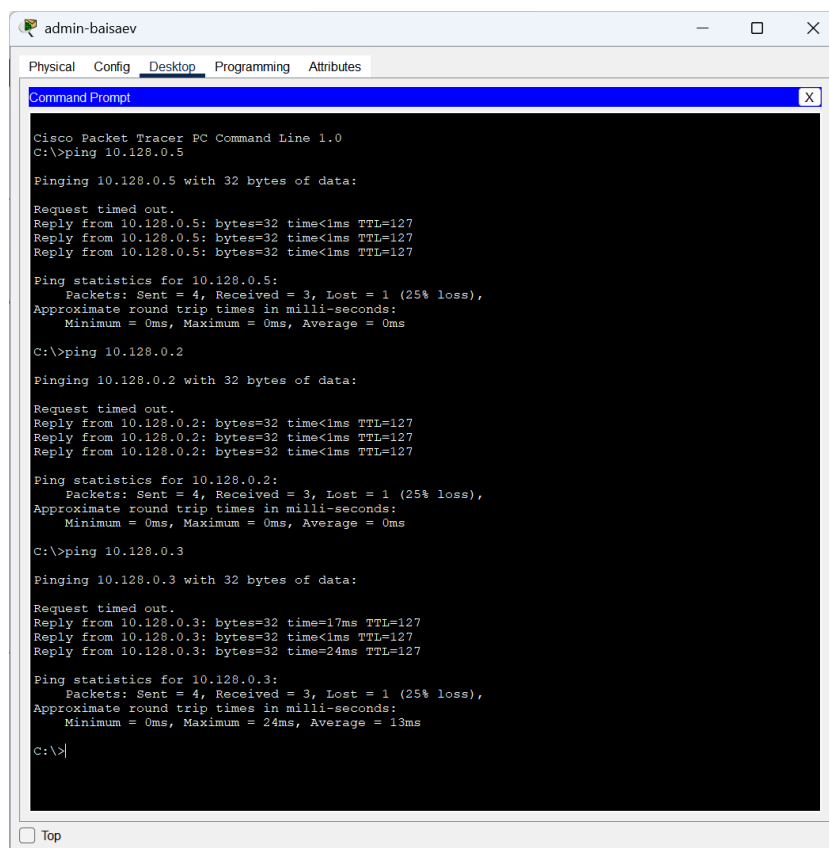 admin-baisaev
Physical Config Desktop Programming Attributes
Command Prompt X
Cisco Packet Tracer PC Command Line 1.0
C:\>ping 10.128.0.5
Pinging 10.128.0.5 with 32 bytes of data:
Request timed out.
Reply from 10.128.0.5: bytes=32 time<1ms TTL=127
Reply from 10.128.0.5: bytes=32 time<1ms TTL=127
Reply from 10.128.0.5: bytes=32 time<1ms TTL=127
Ping statistics for 10.128.0.5:
    Packets: Sent = 4, Received = 3, Lost = 1 (25% loss),
Approximate round trip times in milli-seconds:
    Minimum = 0ms, Maximum = 0ms, Average = 0ms
C:\>ping 10.128.0.2
Pinging 10.128.0.2 with 32 bytes of data:
Request timed out.
Reply from 10.128.0.2: bytes=32 time<1ms TTL=127
Reply from 10.128.0.2: bytes=32 time<1ms TTL=127
Reply from 10.128.0.2: bytes=32 time<1ms TTL=127
Ping statistics for 10.128.0.2:
    Packets: Sent = 4, Received = 3, Lost = 1 (25% loss),
Approximate round trip times in milli-seconds:
    Minimum = 0ms, Maximum = 0ms, Average = 0ms
C:\>ping 10.128.0.3
Pinging 10.128.0.3 with 32 bytes of data:
Request timed out.
Reply from 10.128.0.3: bytes=32 time=17ms TTL=127
Reply from 10.128.0.3: bytes=32 time<1ms TTL=127
Reply from 10.128.0.3: bytes=32 time=24ms TTL=127
Ping statistics for 10.128.0.3:
    Packets: Sent = 4, Received = 3, Lost = 1 (25% loss),
Approximate round trip times in milli-seconds:
    Minimum = 0ms, Maximum = 24ms, Average = 13ms
C:\>
Top